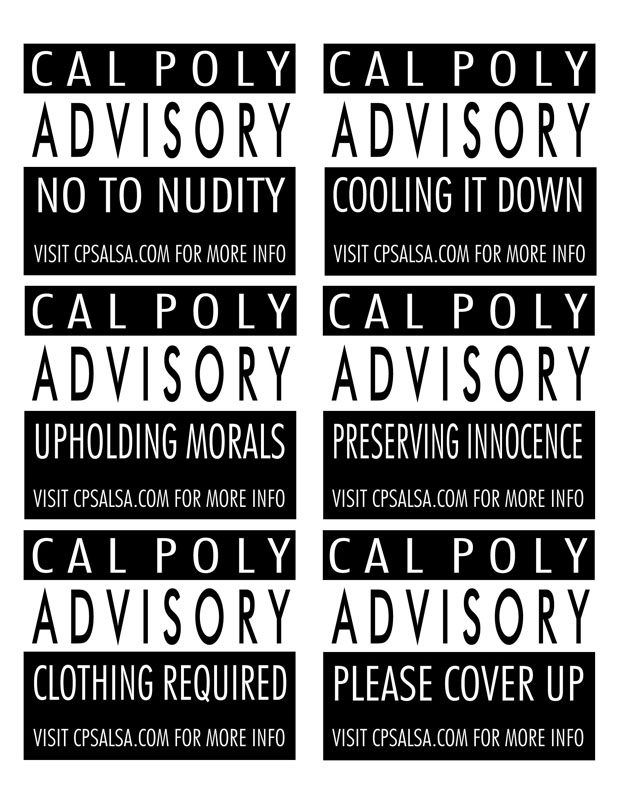 CAL POLY
ADVISORY
NO TO NUDITY
VISIT CPSALSA.COM FOR MORE INFO
CAL POLY
ADVISORY
COOLING IT DOWN
VISIT CPSALSA.COM FOR MORE INFO
CAL POLY
ADVISORY
UPHOLDING MORALS
VISIT CPSALSA.COM FOR MORE INFO
CAL POLY
ADVISORY
PRESERVING INNOCENCE
VISIT CPSALSA.COM FOR MORE INFO
CAL POLY
ADVISORY
CLOTHING REQUIRED
VISIT CPSALSA.COM FOR MORE INFO
CAL POLY
ADVISORY
PLEASE COVER UP
VISIT CPSALSA.COM FOR MORE INFO